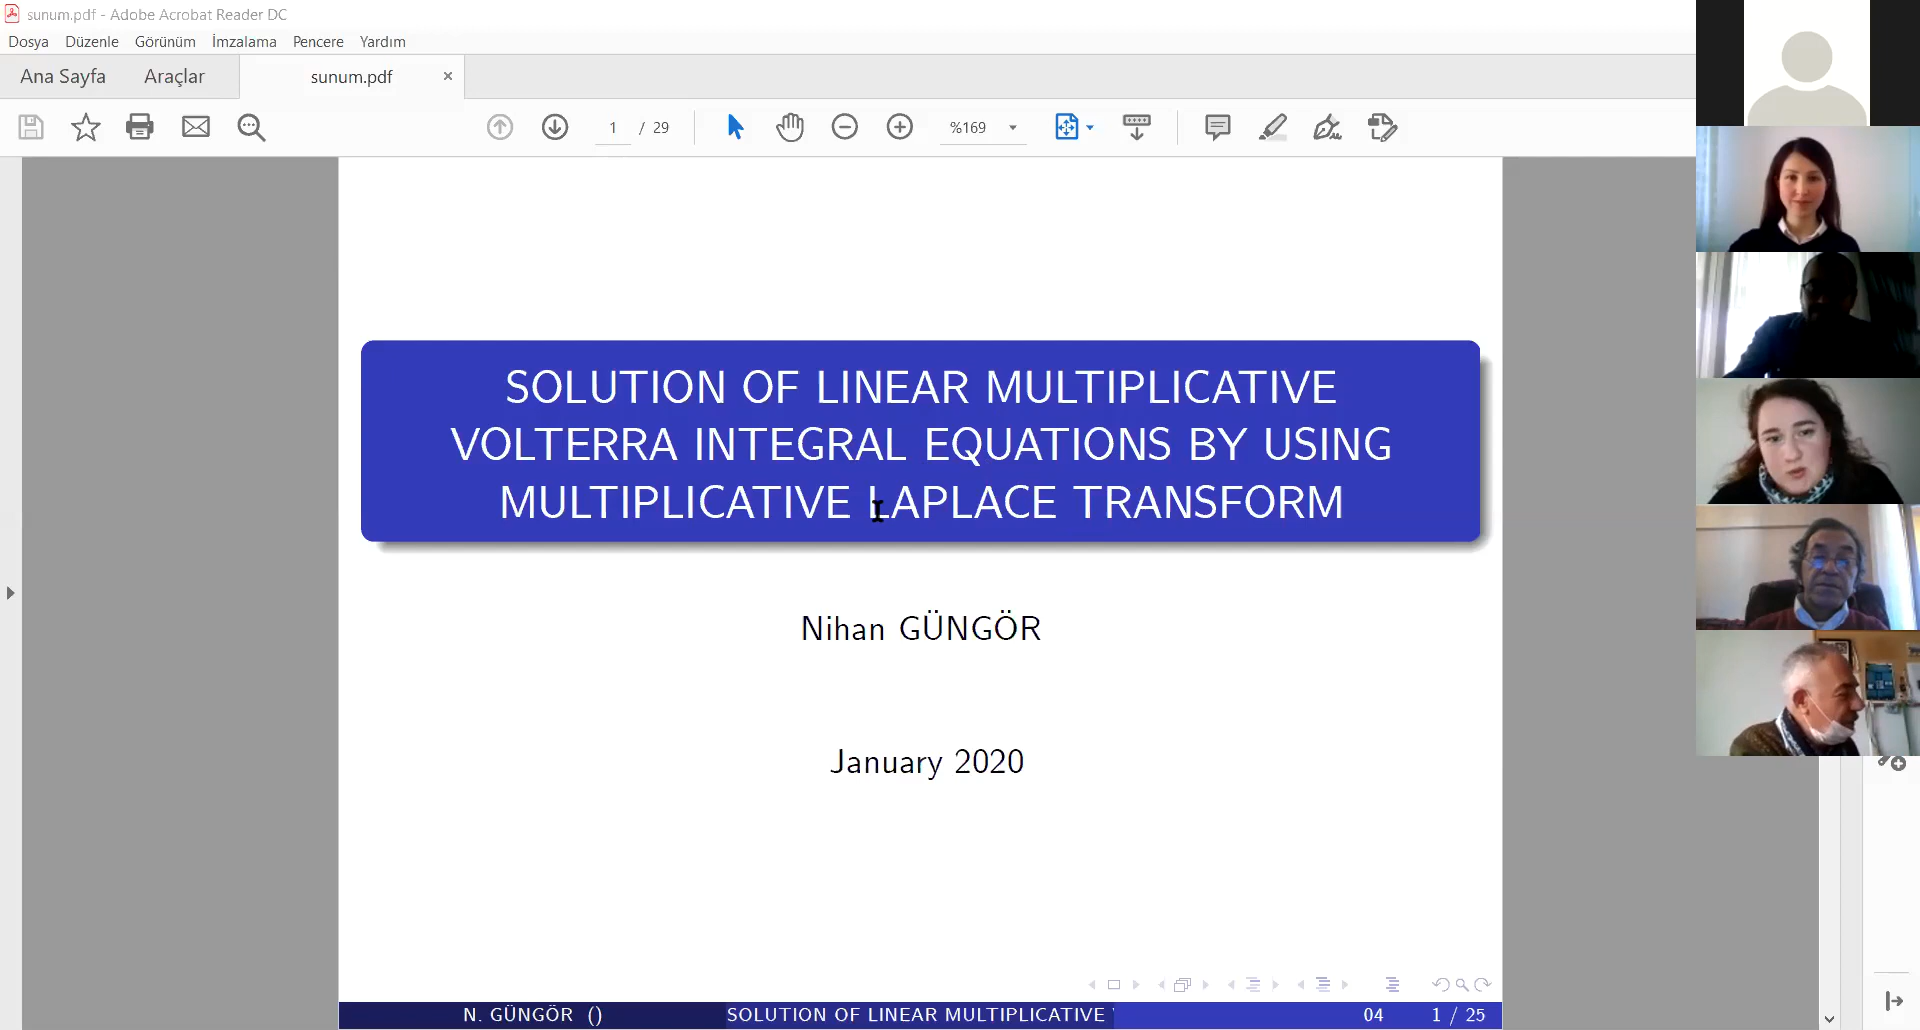 sunum.pdf - Adobe Acrobat Reader DC
Dosya Düzenle Görünüm İmzalama Pencere Yardım
Ana Sayfa Araçlar sunum.pdf ×
1 / 29 %169
SOLUTION OF LINEAR MULTIPLICATIVE
VOLTERRA INTEGRAL EQUATIONS BY USING
MULTIPLICATIVE LAPLACE TRANSFORM
Nihan GÜNGÖR
January 2020
N. GÜNGÖR () SOLUTION OF LINEAR MULTIPLICATIVE 04 1 / 25